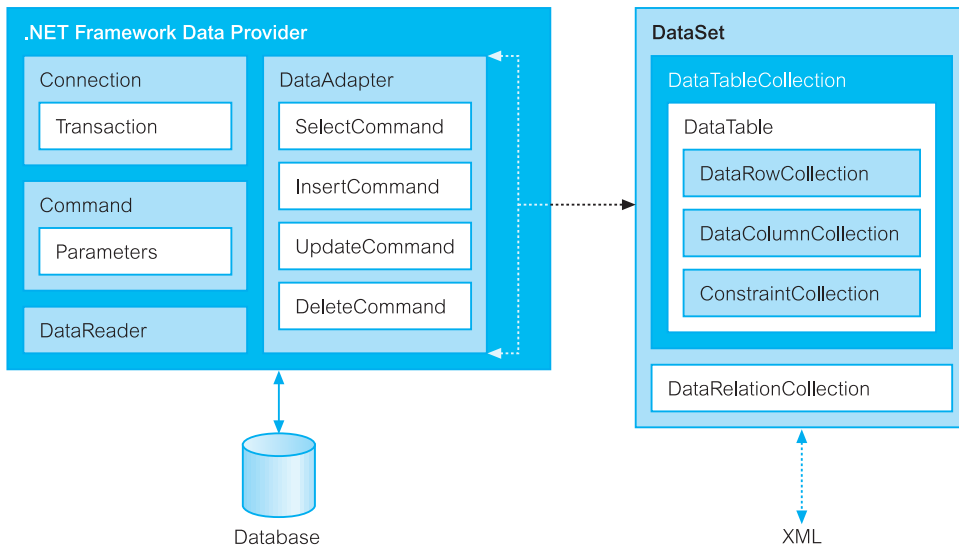 .NET Framework Data Provider
Connection
Transaction
Command
Parameters
DataReader
DataAdapter
SelectCommand
InsertCommand
UpdateCommand
DeleteCommand
Database
DataSet
DataTableCollection
DataTable
DataRowCollection
DataColumnCollection
ConstraintCollection
DataRelationCollection
XML